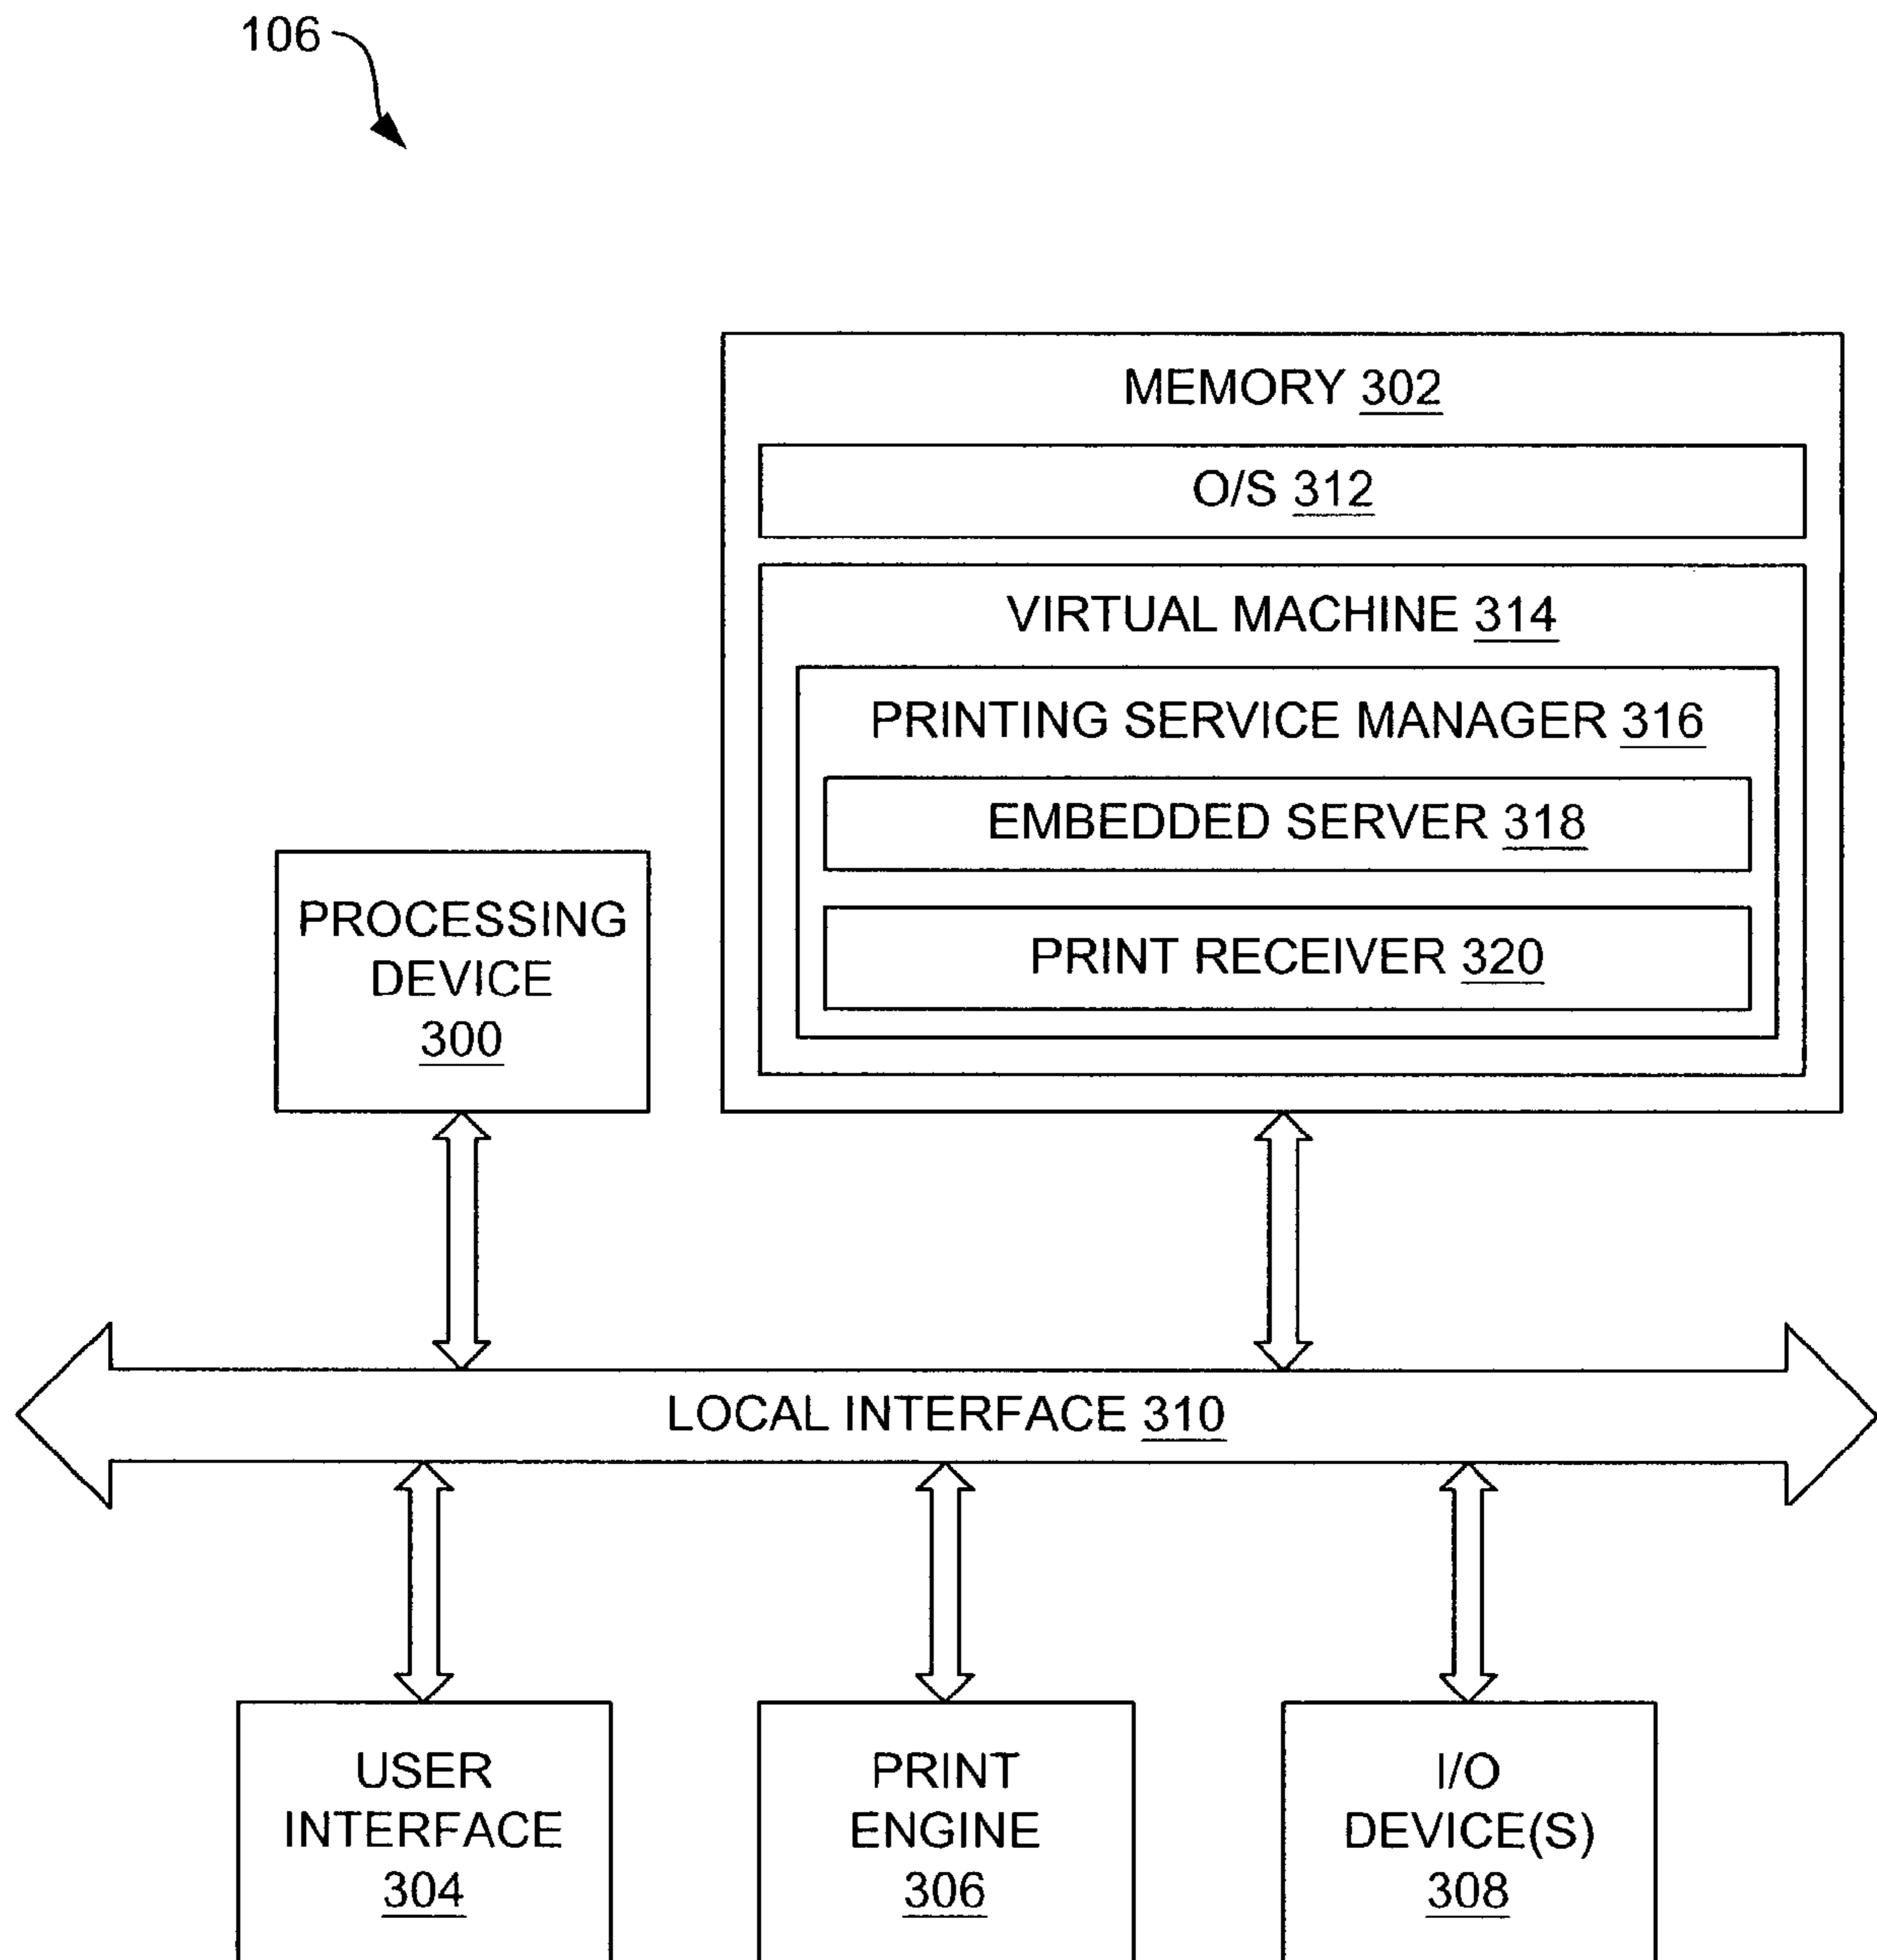 106
MEMORY 302
O/S 312
VIRTUAL MACHINE 314
PRINTING SERVICE MANAGER 316
EMBEDDED SERVER 318
PRINT RECEIVER 320
PROCESSING
DEVICE
300
LOCAL INTERFACE 310
USER
INTERFACE
304
PRINT
ENGINE
306
I/O
DEVICE(S)
308